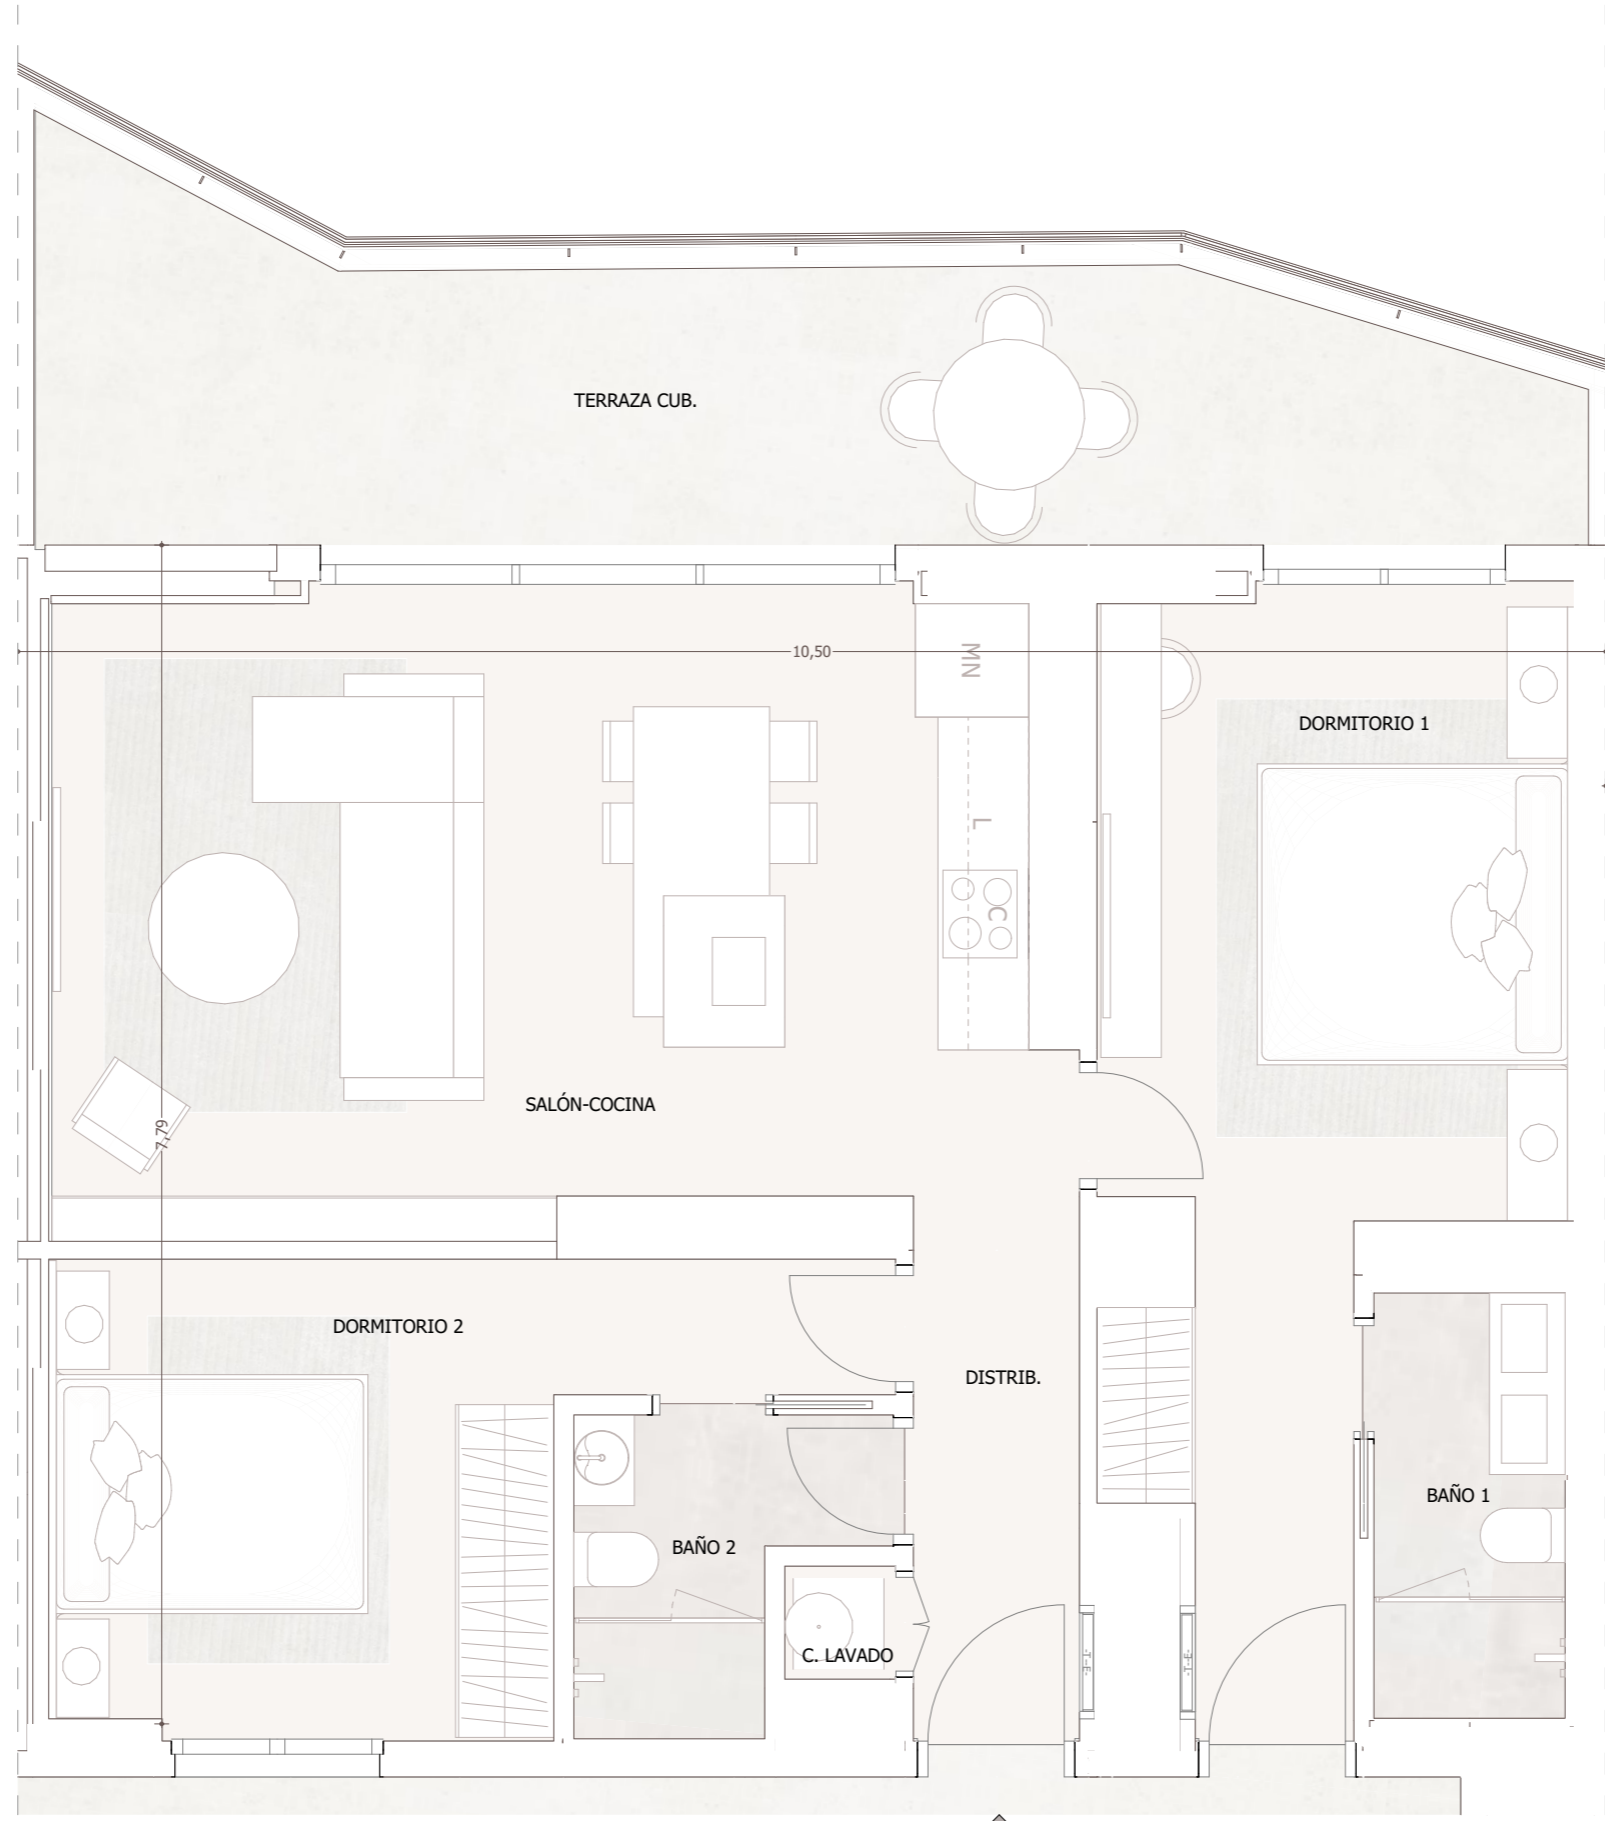 TERRAZA CUB.
10,50
MN
DORMITORIO 1
L
C
SALÓN-COCINA
7,79
DORMITORIO 2
DISTRIB.
BAÑO 1
BAÑO 2
C. LAVADO
-T-E-
-T-E-